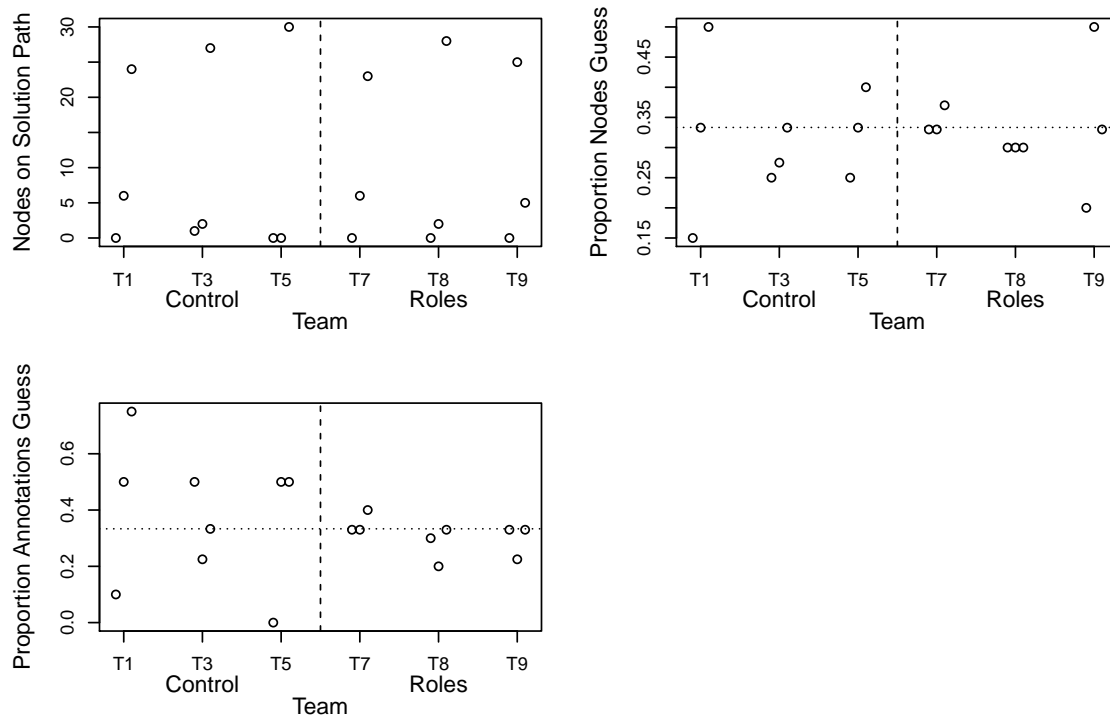 Nodes on Solution Path
30
20
10
5
0
T1 T3 T5 T7 T8 T9
Control Roles
Team
Proportion Nodes Guess
0.45
0.35
0.25
0.15
T1 T3 T5 T7 T8 T9
Control Roles
Team
Proportion Annotations Guess
0.6
0.4
0.2
0.0
T1 T3 T5 T7 T8 T9
Control Roles
Team